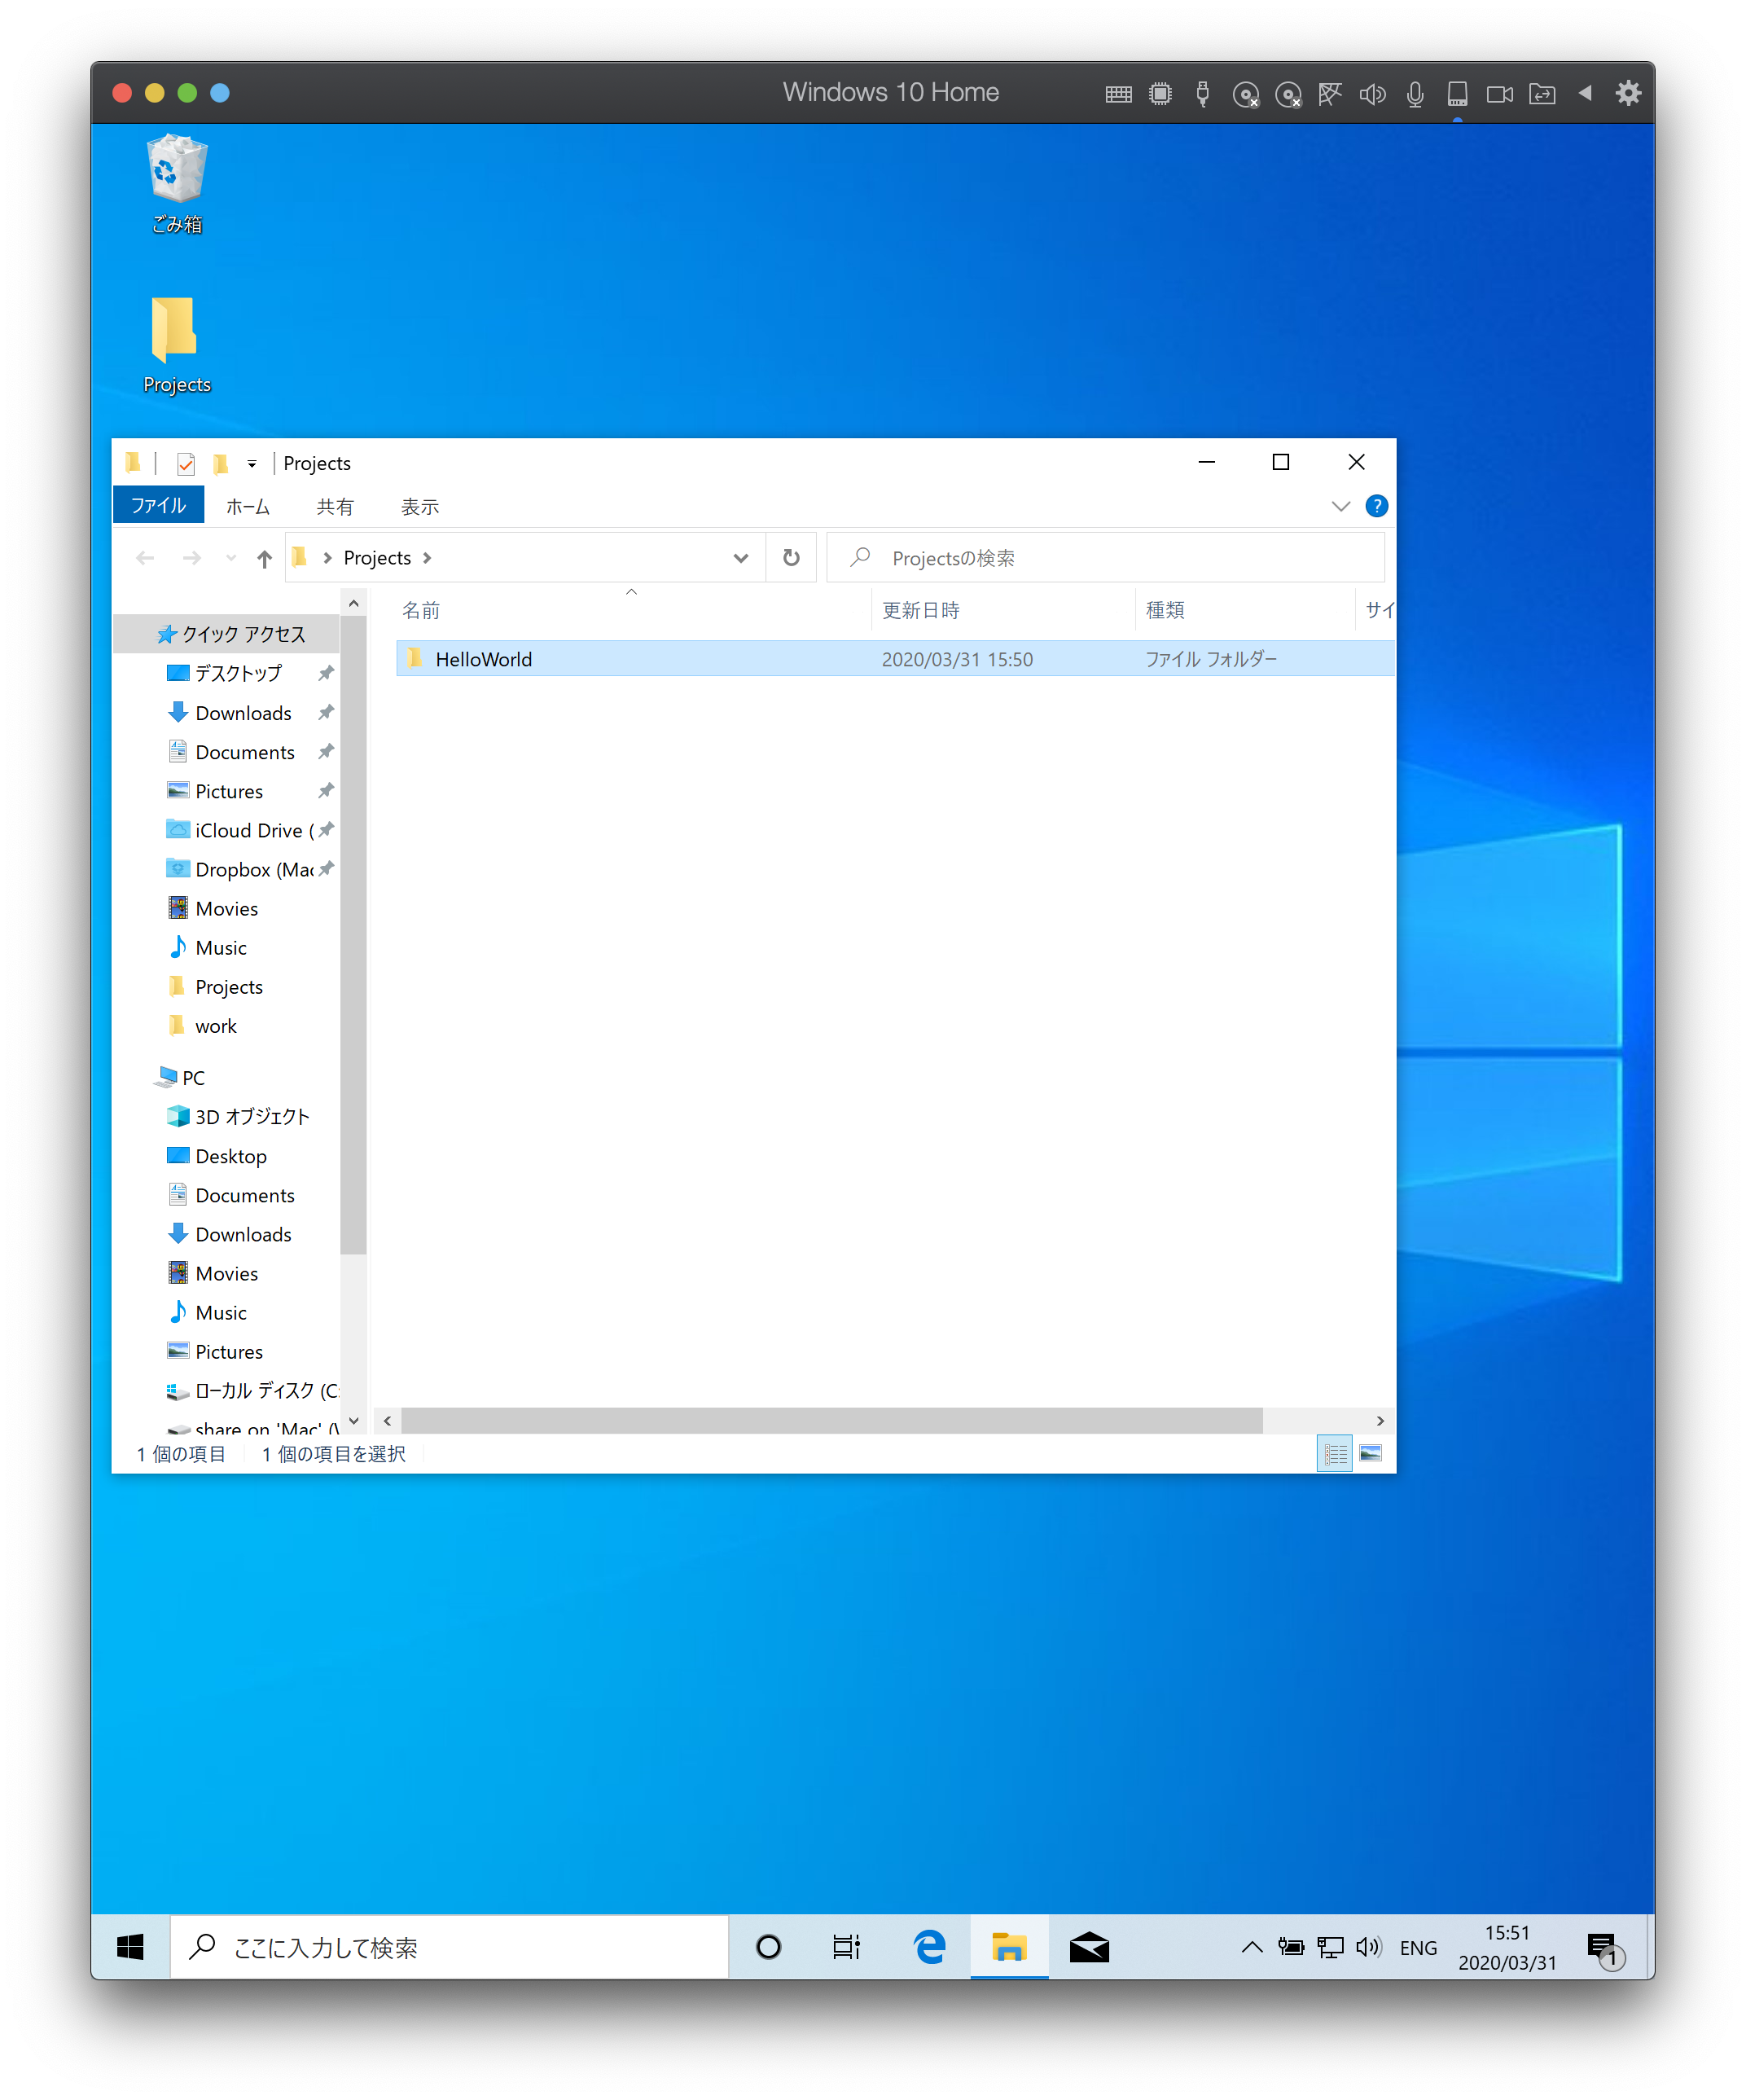 Windows 10 Home
ごみ箱
Projects
Projects
ファイル ホーム 共有 表示
?
Projects
Projectsの検索
名前 更新日時 種類 サイ
HelloWorld 2020/03/31 15:50 ファイル フォルダー
クイック アクセス
デスクトップ
Downloads
Documents
Pictures
iCloud Drive (
Dropbox (Mac
Movies
Music
Projects
work
PC
3D オブジェクト
Desktop
Documents
Downloads
Movies
Music
Pictures
ローカル ディスク (C:
share on 'Mac' (
1 個の項目 1 個の項目を選択
ここに入力して検索
ENG
15:51
2020/03/31
1